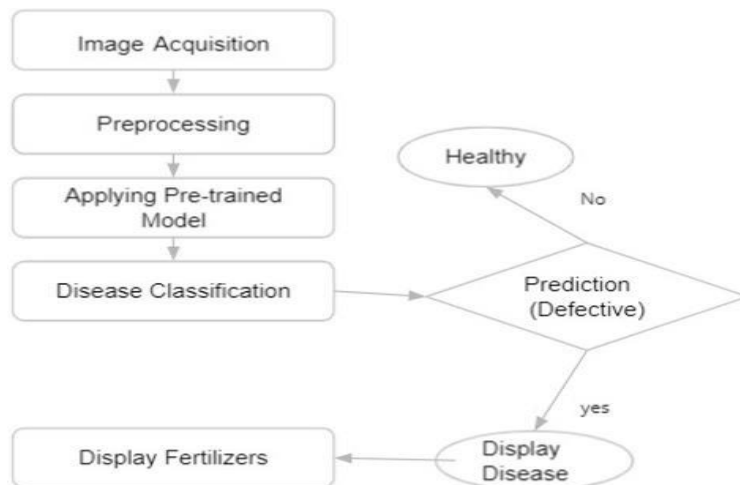 Image Acquisition
Preprocessing
Applying Pre-trained
Model
Disease Classification
Prediction
(Defective)
No
Healthy
yes
Display
Disease
Display Fertilizers